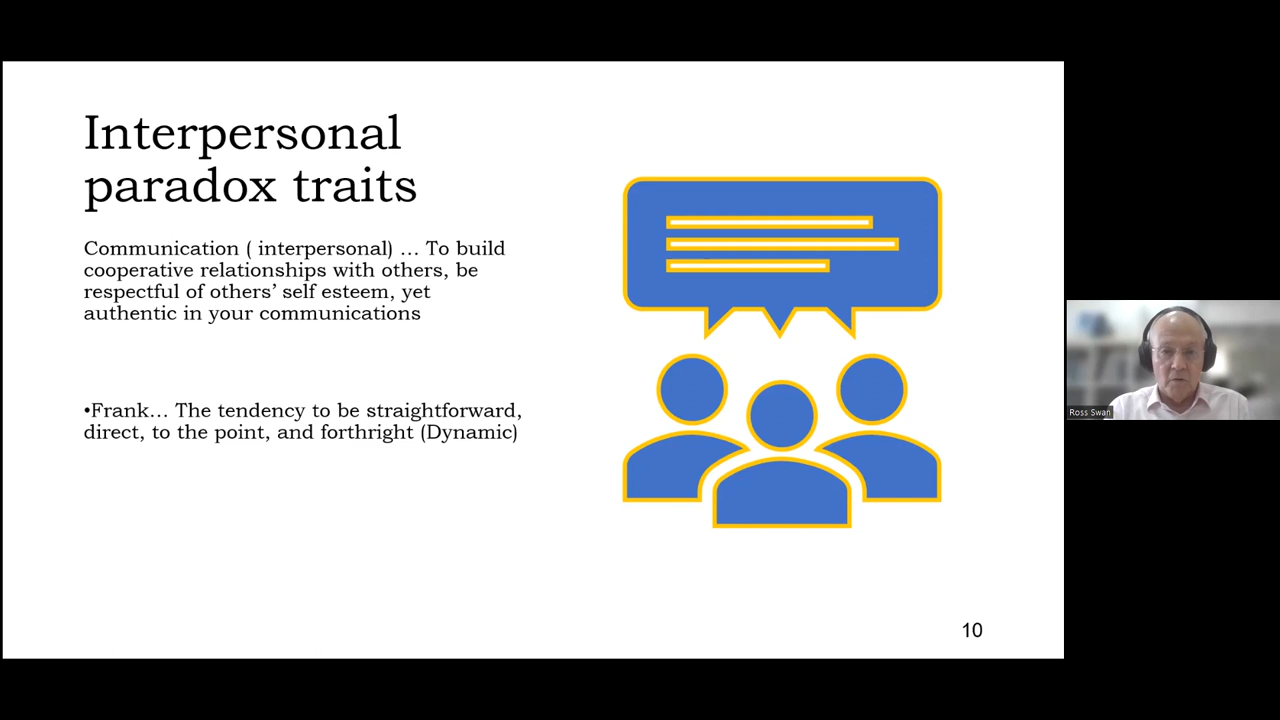 Interpersonal
paradox traits
Communication ( interpersonal) … To build
cooperative relationships with others, be
respectful of others’ self esteem, yet
authentic in your communications
•Frank… The tendency to be straightforward,
direct, to the point, and forthright (Dynamic)
10
Ross Swan